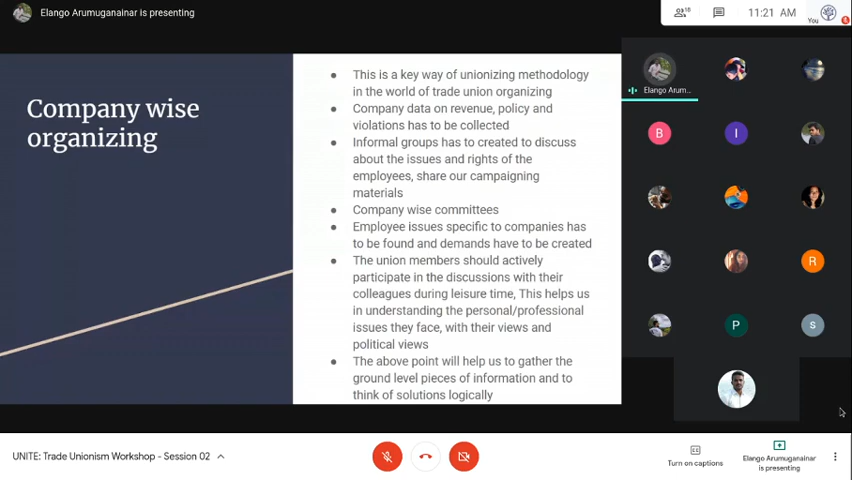 Elango Arumuganainar is presenting
18
11:21 AM
You
Company wise
organizing
This is a key way of unionizing methodology
in the world of trade union organizing
Company data on revenue, policy and
violations has to be collected
Informal groups has to created to discuss
about the issues and rights of the
employees, share our campaigning
materials
Company wise committees
Employee issues specific to companies has
to be found and demands have to be created
The union members should actively
participate in the discussions with their
colleagues during leisure time, This helps us
in understanding the personal/professional
issues they face, with their views and
political views
The above point will help us to gather the
ground level pieces of information and to
think of solutions logically
Elango Arum...
B
I
R
P
S
UNITE: Trade Unionism Workshop - Session 02
Turn on captions
Elango Arumuganainar
is presenting